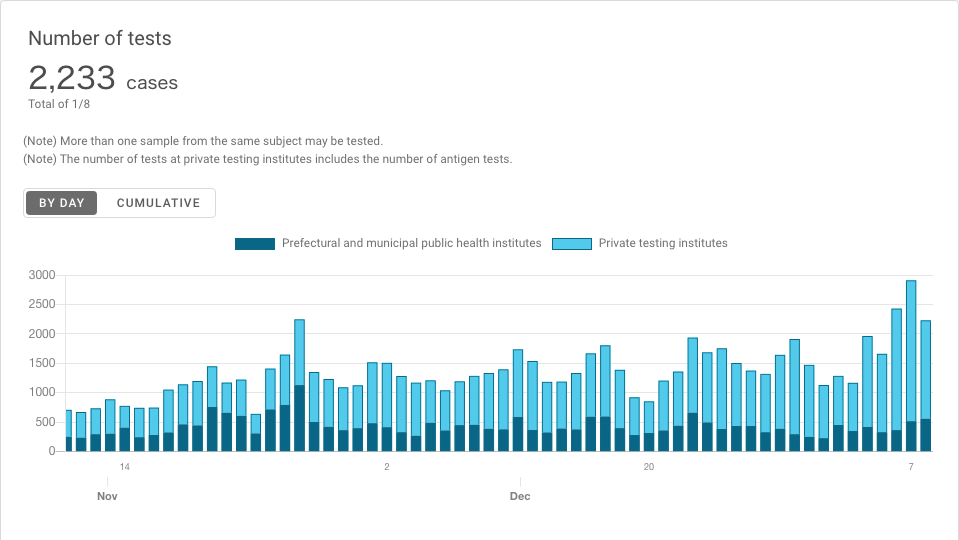 Number of tests
2,233 cases
Total of 1/8
(Note) More than one sample from the same subject may be tested.
(Note) The number of tests at private testing institutes includes the number of antigen tests.
BY DAY CUMULATIVE
Prefectural and municipal public health institutes Private testing institutes
3000
2500
2000
1500
1000
500
0
14 2 20 7
Nov Dec